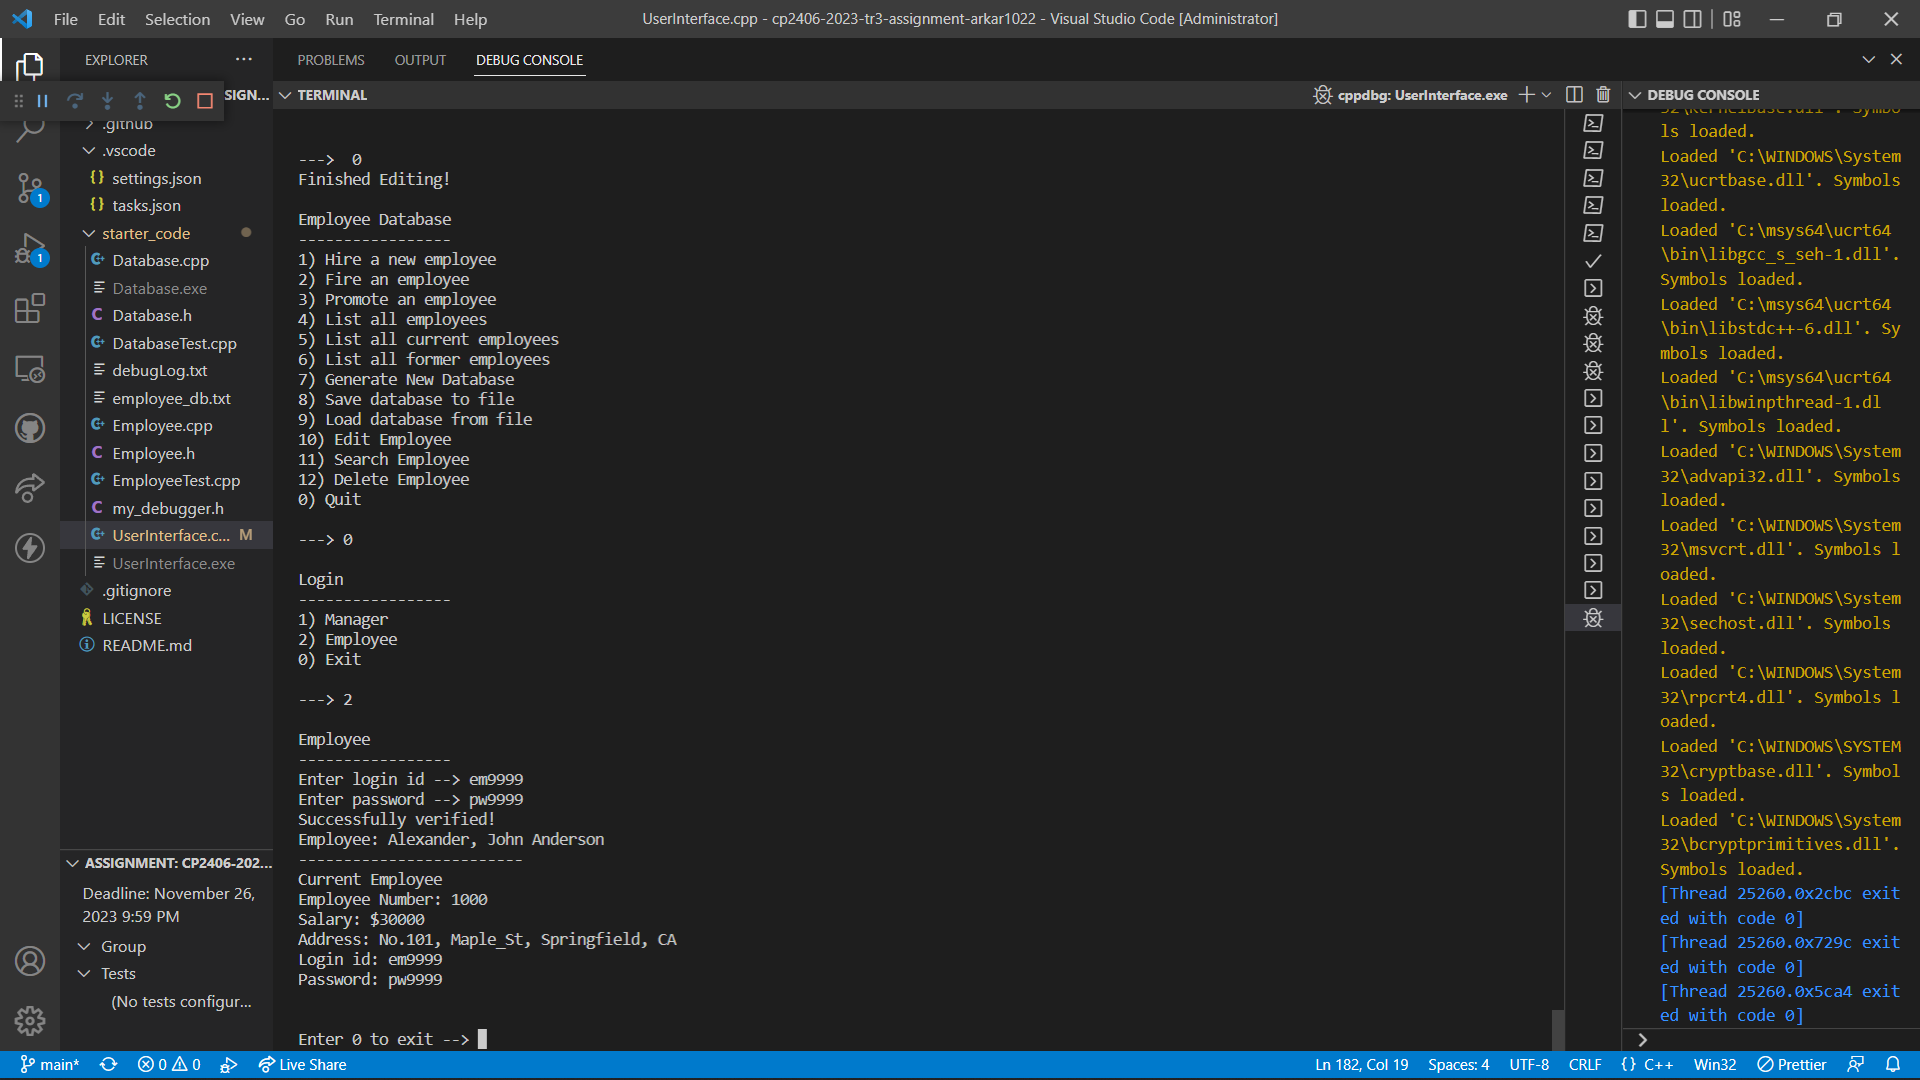 File Edit Selection View Go Run Terminal Help
UserInterface.cpp - cp2406-2023-tr3-assignment-arkar1022 - Visual Studio Code [Administrator]
EXPLORER
PROBLEMS OUTPUT DEBUG CONSOLE
SIGN...
.github
.vscode
settings.json
tasks.json
starter_code
Database.cpp
Database.exe
Database.h
DatabaseTest.cpp
debugLog.txt
employee_db.txt
Employee.cpp
Employee.h
EmployeeTest.cpp
my_debugger.h
UserInterface.c... M
UserInterface.exe
.gitignore
LICENSE
README.md
1
1
ASSIGNMENT: CP2406-202...
Deadline: November 26,
2023 9:59 PM
Group
Tests
(No tests configur...
TERMINAL
cppdbg: UserInterface.exe
---> 0
Finished Editing!
Employee Database
-----------------
1) Hire a new employee
2) Fire an employee
3) Promote an employee
4) List all employees
5) List all current employees
6) List all former employees
7) Generate New Database
8) Save database to file
9) Load database from file
10) Edit Employee
11) Search Employee
12) Delete Employee
0) Quit
---> 0
Login
-----------------
1) Manager
2) Employee
0) Exit
---> 2
Employee
-----------------
Enter login id --> em9999
Enter password --> pw9999
Successfully verified!
Employee: Alexander, John Anderson
-------------------------
Current Employee
Employee Number: 1000
Salary: $30000
Address: No.101, Maple_St, Springfield, CA
Login id: em9999
Password: pw9999
Enter 0 to exit -->
DEBUG CONSOLE
32\KernelBase.dll'. Symbo
ls loaded.
Loaded 'C:\WINDOWS\System
32\ucrtbase.dll'. Symbols
loaded.
Loaded 'C:\msys64\ucrt64
\bin\libgcc_s_seh-1.dll'.
Symbols loaded.
Loaded 'C:\msys64\ucrt64
\bin\libstdc++-6.dll'. Sy
mbols loaded.
Loaded 'C:\msys64\ucrt64
\bin\libwinpthread-1.dl
l'. Symbols loaded.
Loaded 'C:\WINDOWS\System
32\advapi32.dll'. Symbols
loaded.
Loaded 'C:\WINDOWS\System
32\msvcrt.dll'. Symbols l
oaded.
Loaded 'C:\WINDOWS\System
32\sechost.dll'. Symbols
loaded.
Loaded 'C:\WINDOWS\System
32\rpcrt4.dll'. Symbols l
oaded.
Loaded 'C:\WINDOWS\SYSTEM
32\cryptbase.dll'. Symbol
s loaded.
Loaded 'C:\WINDOWS\System
32\bcryptprimitives.dll'.
Symbols loaded.
[Thread 25260.0x2cbc exit
ed with code 0]
[Thread 25260.0x729c exit
ed with code 0]
[Thread 25260.0x5ca4 exit
ed with code 0]
main* 0 0 Live Share Ln 182, Col 19 Spaces: 4 UTF-8 CRLF {} C++ Win32 Prettier